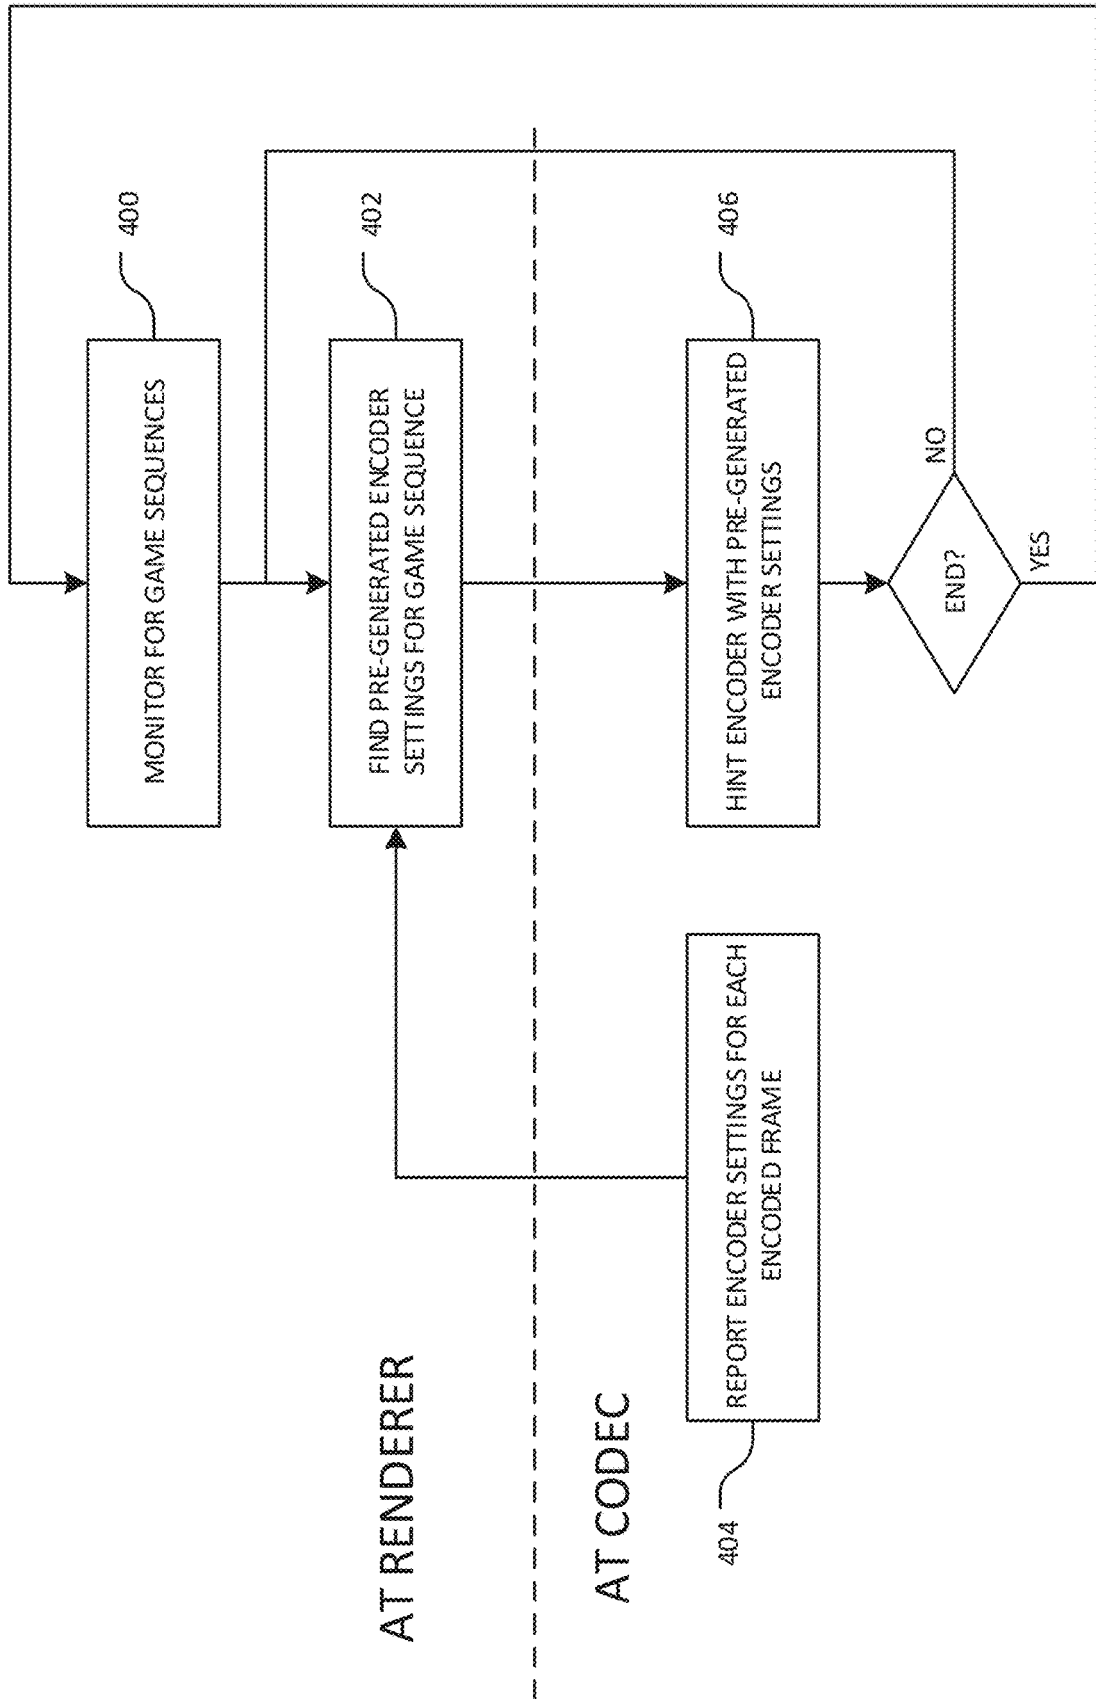 MONITOR FOR GAME SEQUENCES
400
FIND PRE-GENERATED ENCODER
SETTINGS FOR GAME SEQUENCE
402
AT RENDERER
AT CODEC
REPORT ENCODER SETTINGS FOR EACH
ENCODED FRAME
404
HINT ENCODER WITH PRE-GENERATED
ENCODER SETTINGS
406
END?
NO
YES